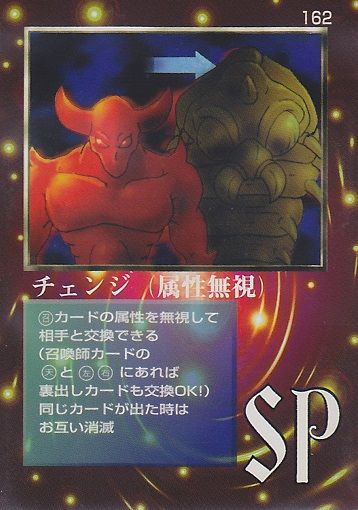 162
チェンジ (属性無視)
㊂カードの属性を無視して
相手と交換できる
(召喚師カードの
㊝と㊧㊨にあれば
裏出しカードも交換OK!)
同じカードが出た時は
お互い消滅
SP